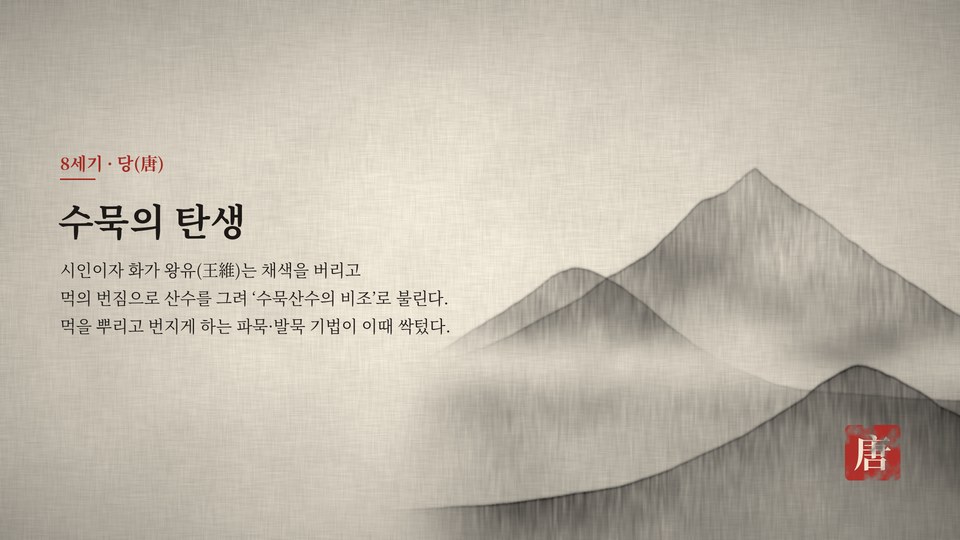 8세기 · 당(唐)
수묵의 탄생
시인이자 화가 왕유(王維)는 채색을 버리고
먹의 번짐으로 산수를 그려 ‘수묵산수의 비조’로 불린다.
먹을 뿌리고 번지게 하는 파묵·발묵 기법이 이때 싹텄다.
唐